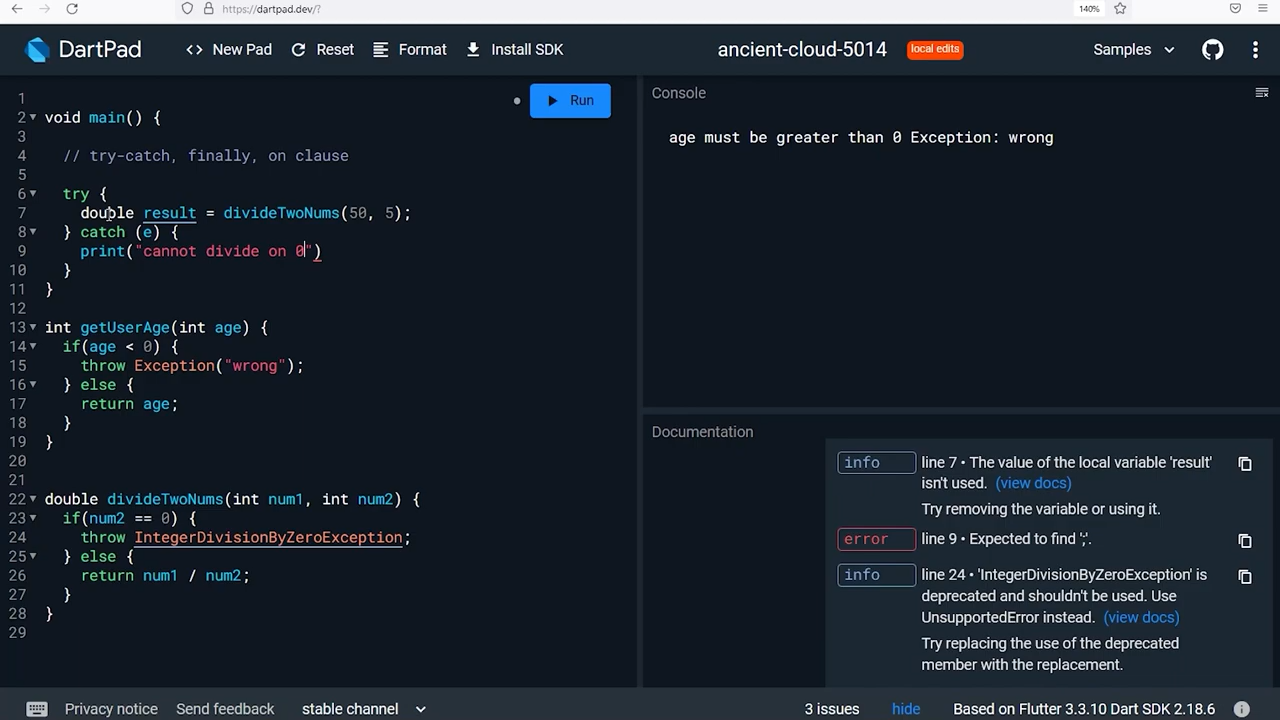 https://dartpad.dev/?
140%
DartPad
<> New Pad
Reset
Format
Install SDK
ancient-cloud-5014
local edits
Samples
Run
1
2 void main() {
3
4 // try-catch, finally, on clause
5
6 try {
7 double result = divideTwoNums(50, 5);
8 } catch (e) {
9 print("cannot divide on 0")
10 }
11 }
12
13 int getUserAge(int age) {
14 if(age < 0) {
15 throw Exception("wrong");
16 } else {
17 return age;
18 }
19 }
20
21
22 double divideTwoNums(int num1, int num2) {
23 if(num2 == 0) {
24 throw IntegerDivisionByZeroException;
25 } else {
26 return num1 / num2;
27 }
28 }
29
Console
age must be greater than 0 Exception: wrong
Documentation
info line 7 • The value of the local variable 'result'
isn't used. (view docs)
Try removing the variable or using it.
error line 9 • Expected to find ';'.
info line 24 • 'IntegerDivisionByZeroException' is
deprecated and shouldn't be used. Use
UnsupportedError instead. (view docs)
Try replacing the use of the deprecated
member with the replacement.
Privacy notice
Send feedback
stable channel
3 issues
hide
Based on Flutter 3.3.10 Dart SDK 2.18.6